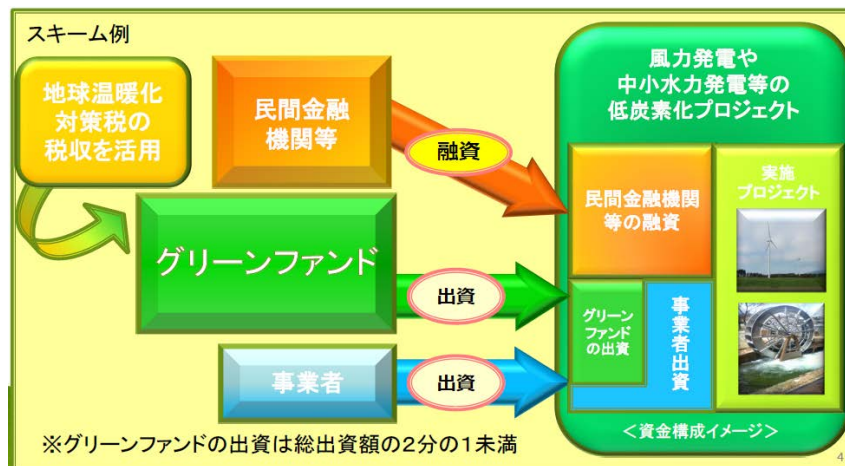 スキーム例
地球温暖化
対策税の
税収を活用
民間金融
機関等
グリーンファンド
事業者
融資
出資
出資
風力発電や
中小水力発電等の
低炭素化プロジェクト
民間金融機関
等の融資
グリーン
ファンド
の出資
事業者出資
実施
プロジェクト
＜資金構成イメージ＞
※グリーンファンドの出資は総出資額の２分の１未満
4